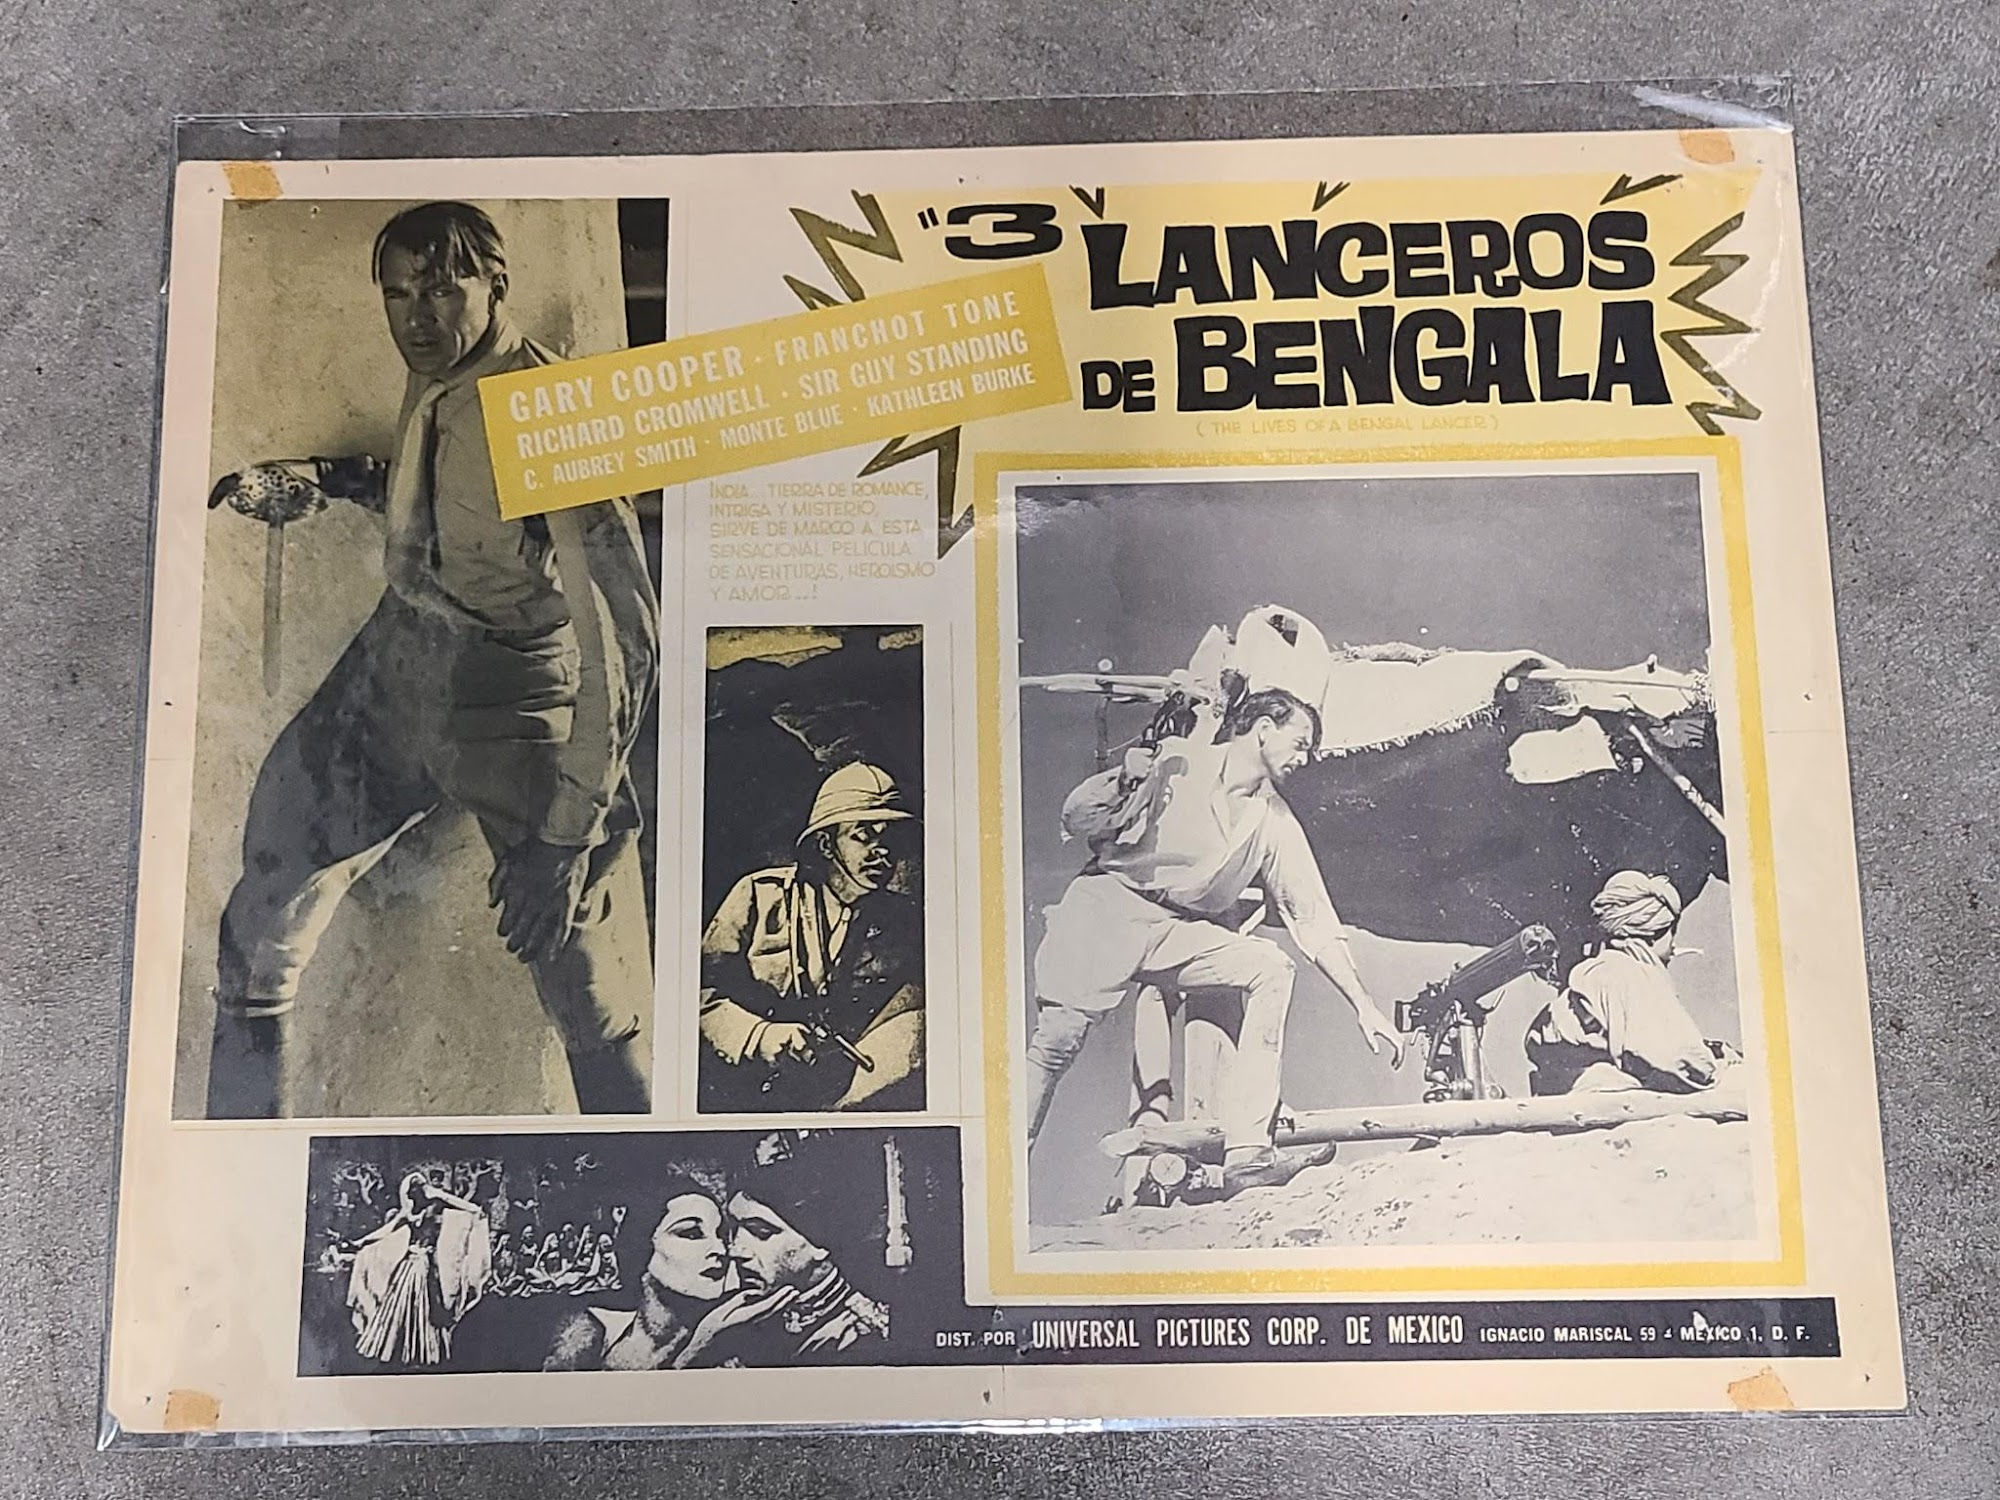 "3 LANCEROS
DE BENGALA
(THE LIVES OF A BENGAL LANCER)
GARY COOPER · FRANCHOT TONE
RICHARD CROMWELL · SIR GUY STANDING
C. AUBREY SMITH · MONTE BLUE · KATHLEEN BURKE
INDIA... TIERRA DE ROMANCE,
INTRIGA Y MISTERIO,
SIRVE DE MARCO A ESTA
SENSACIONAL PELICULA
DE AVENTURAS, HEROISMO
Y AMOR...!
DIST. POR UNIVERSAL PICTURES CORP. DE MEXICO IGNACIO MARISCAL 59 - MEXICO 1, D. F.